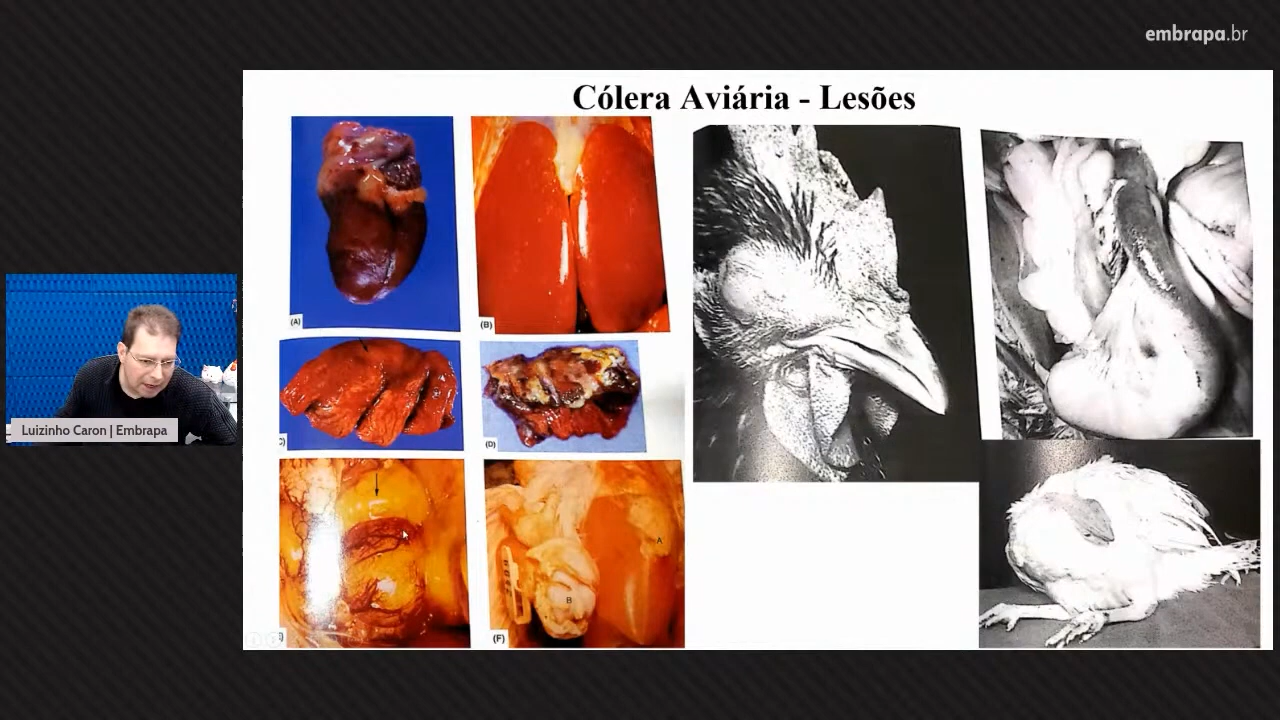 embrapa.br
Cólera Aviária - Lesões
(A)
(B)
C)
(D)
A
B
(F)
Luizinho Caron | Embrapa